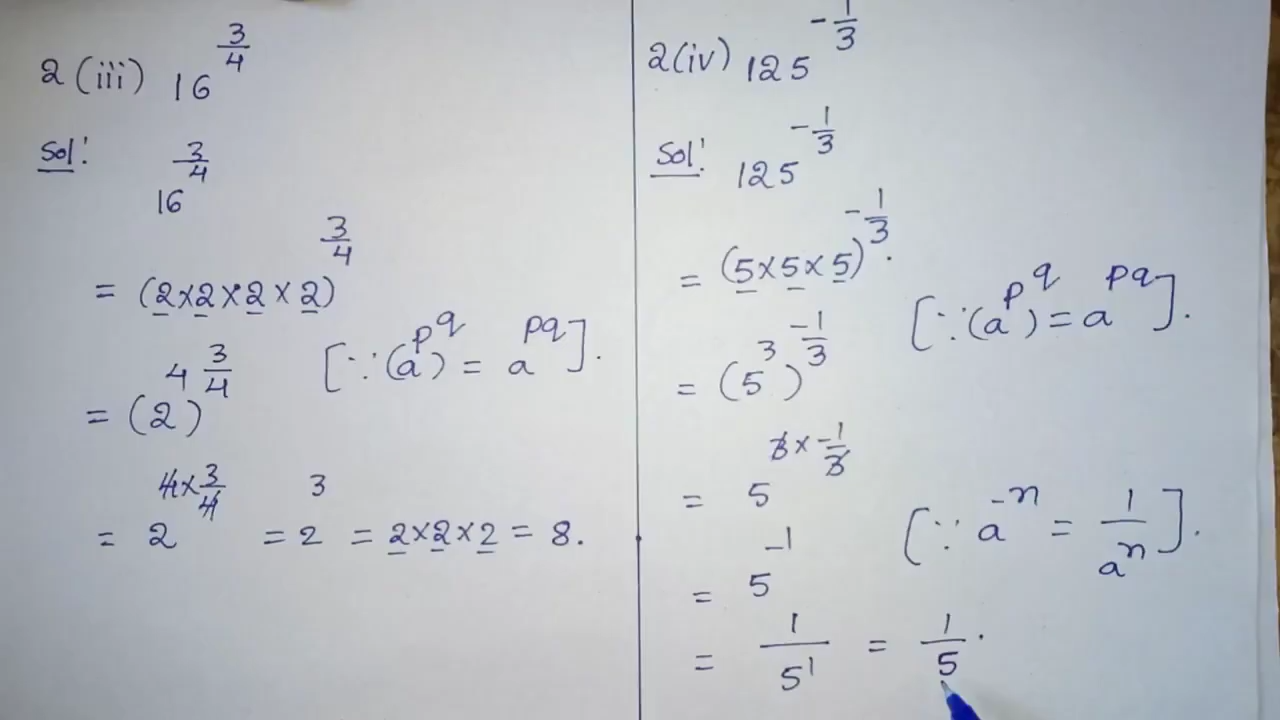 2 (iii) 16^(3/4)
Sol: 16^(3/4)
= (2×2×2×2)^(3/4)
= (2)^4^(3/4) [∵ (a^p)^q = a^pq].
= 2^(4×3/4) = 2^3 = 2×2×2 = 8.
2(iv) 125^(-1/3)
Sol: 125^(-1/3)
= (5×5×5)^(-1/3).
= (5^3)^(-1/3) [∵ (a^p)^q = a^pq].
= 5^(3×-1/3)
= 5^-1 [∵ a^-n = 1/a^n].
= 1/5^1 = 1/5.